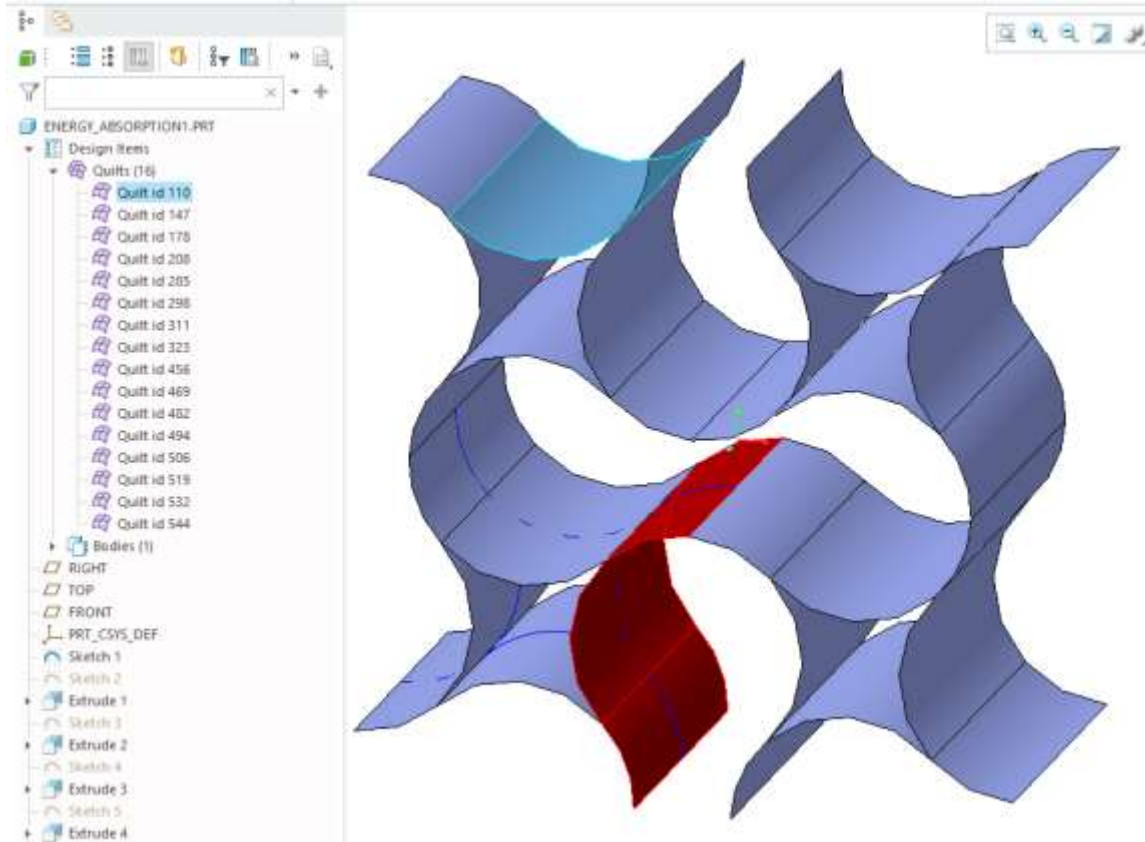 ENERGY_ABSORPTION1.PRT
Design Items
Quilts (16)
Quilt id 110
Quilt id 147
Quilt id 178
Quilt id 208
Quilt id 285
Quilt id 298
Quilt id 311
Quilt id 323
Quilt id 456
Quilt id 469
Quilt id 482
Quilt id 494
Quilt id 506
Quilt id 519
Quilt id 532
Quilt id 544
Bodies (1)
RIGHT
TOP
FRONT
PRT_CSYS_DEF
Sketch 1
Sketch 2
Extrude 1
Sketch 3
Extrude 2
Sketch 4
Extrude 3
Sketch 5
Extrude 4